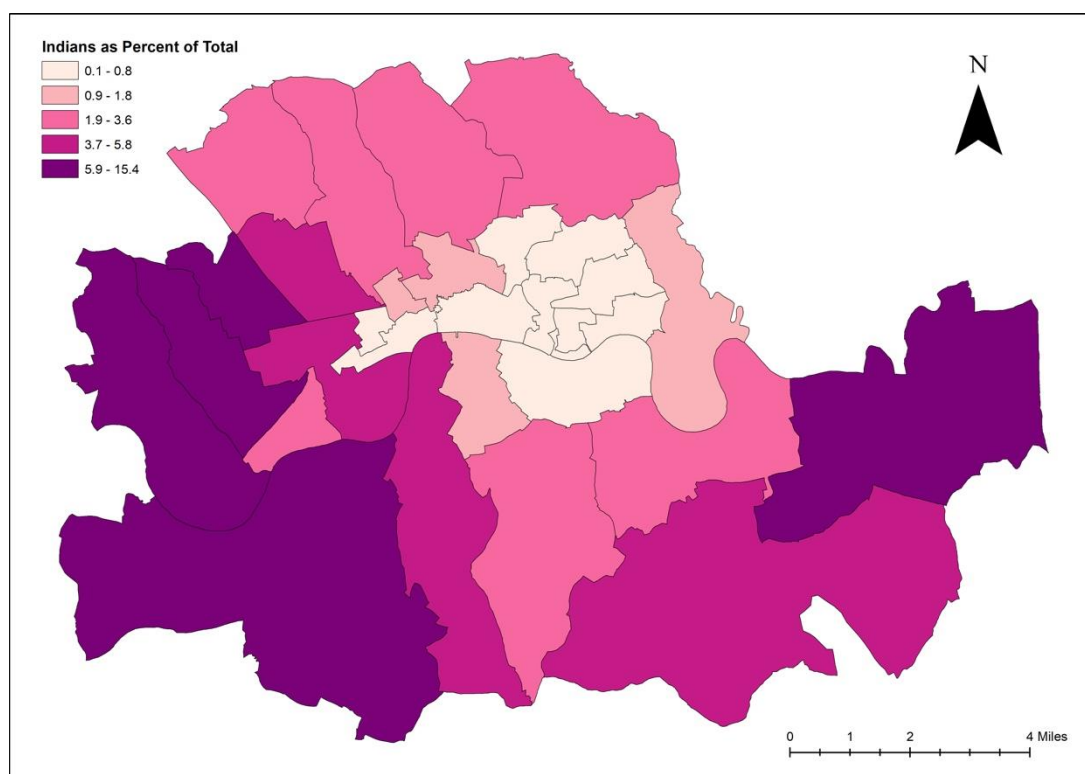 Indians as Percent of Total
0.1 - 0.8
0.9 - 1.8
1.9 - 3.6
3.7 - 5.8
5.9 - 15.4
N
0 1 2 4 Miles